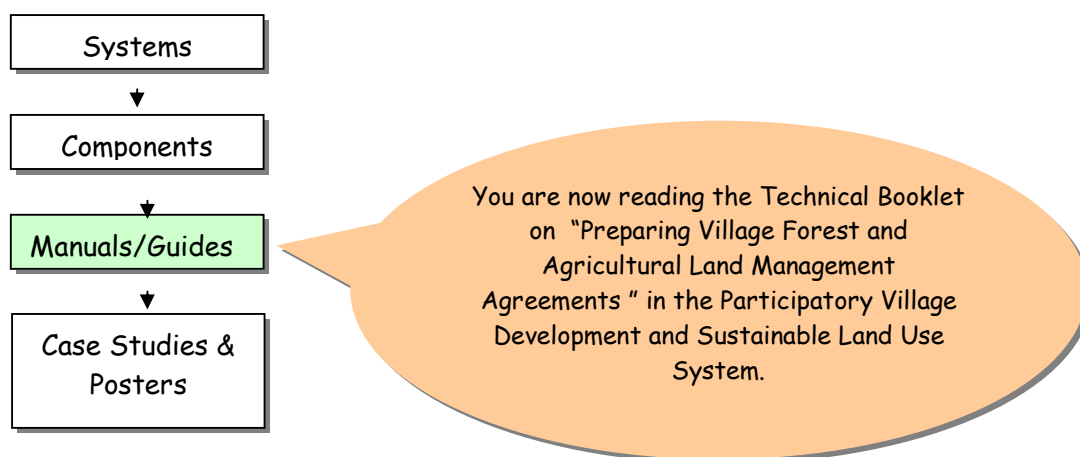 Systems
Components
Manuals/Guides
Case Studies &
Posters
You are now reading the Technical Booklet
on “Preparing Village Forest and
Agricultural Land Management
Agreements ” in the Participatory Village
Development and Sustainable Land Use
System.